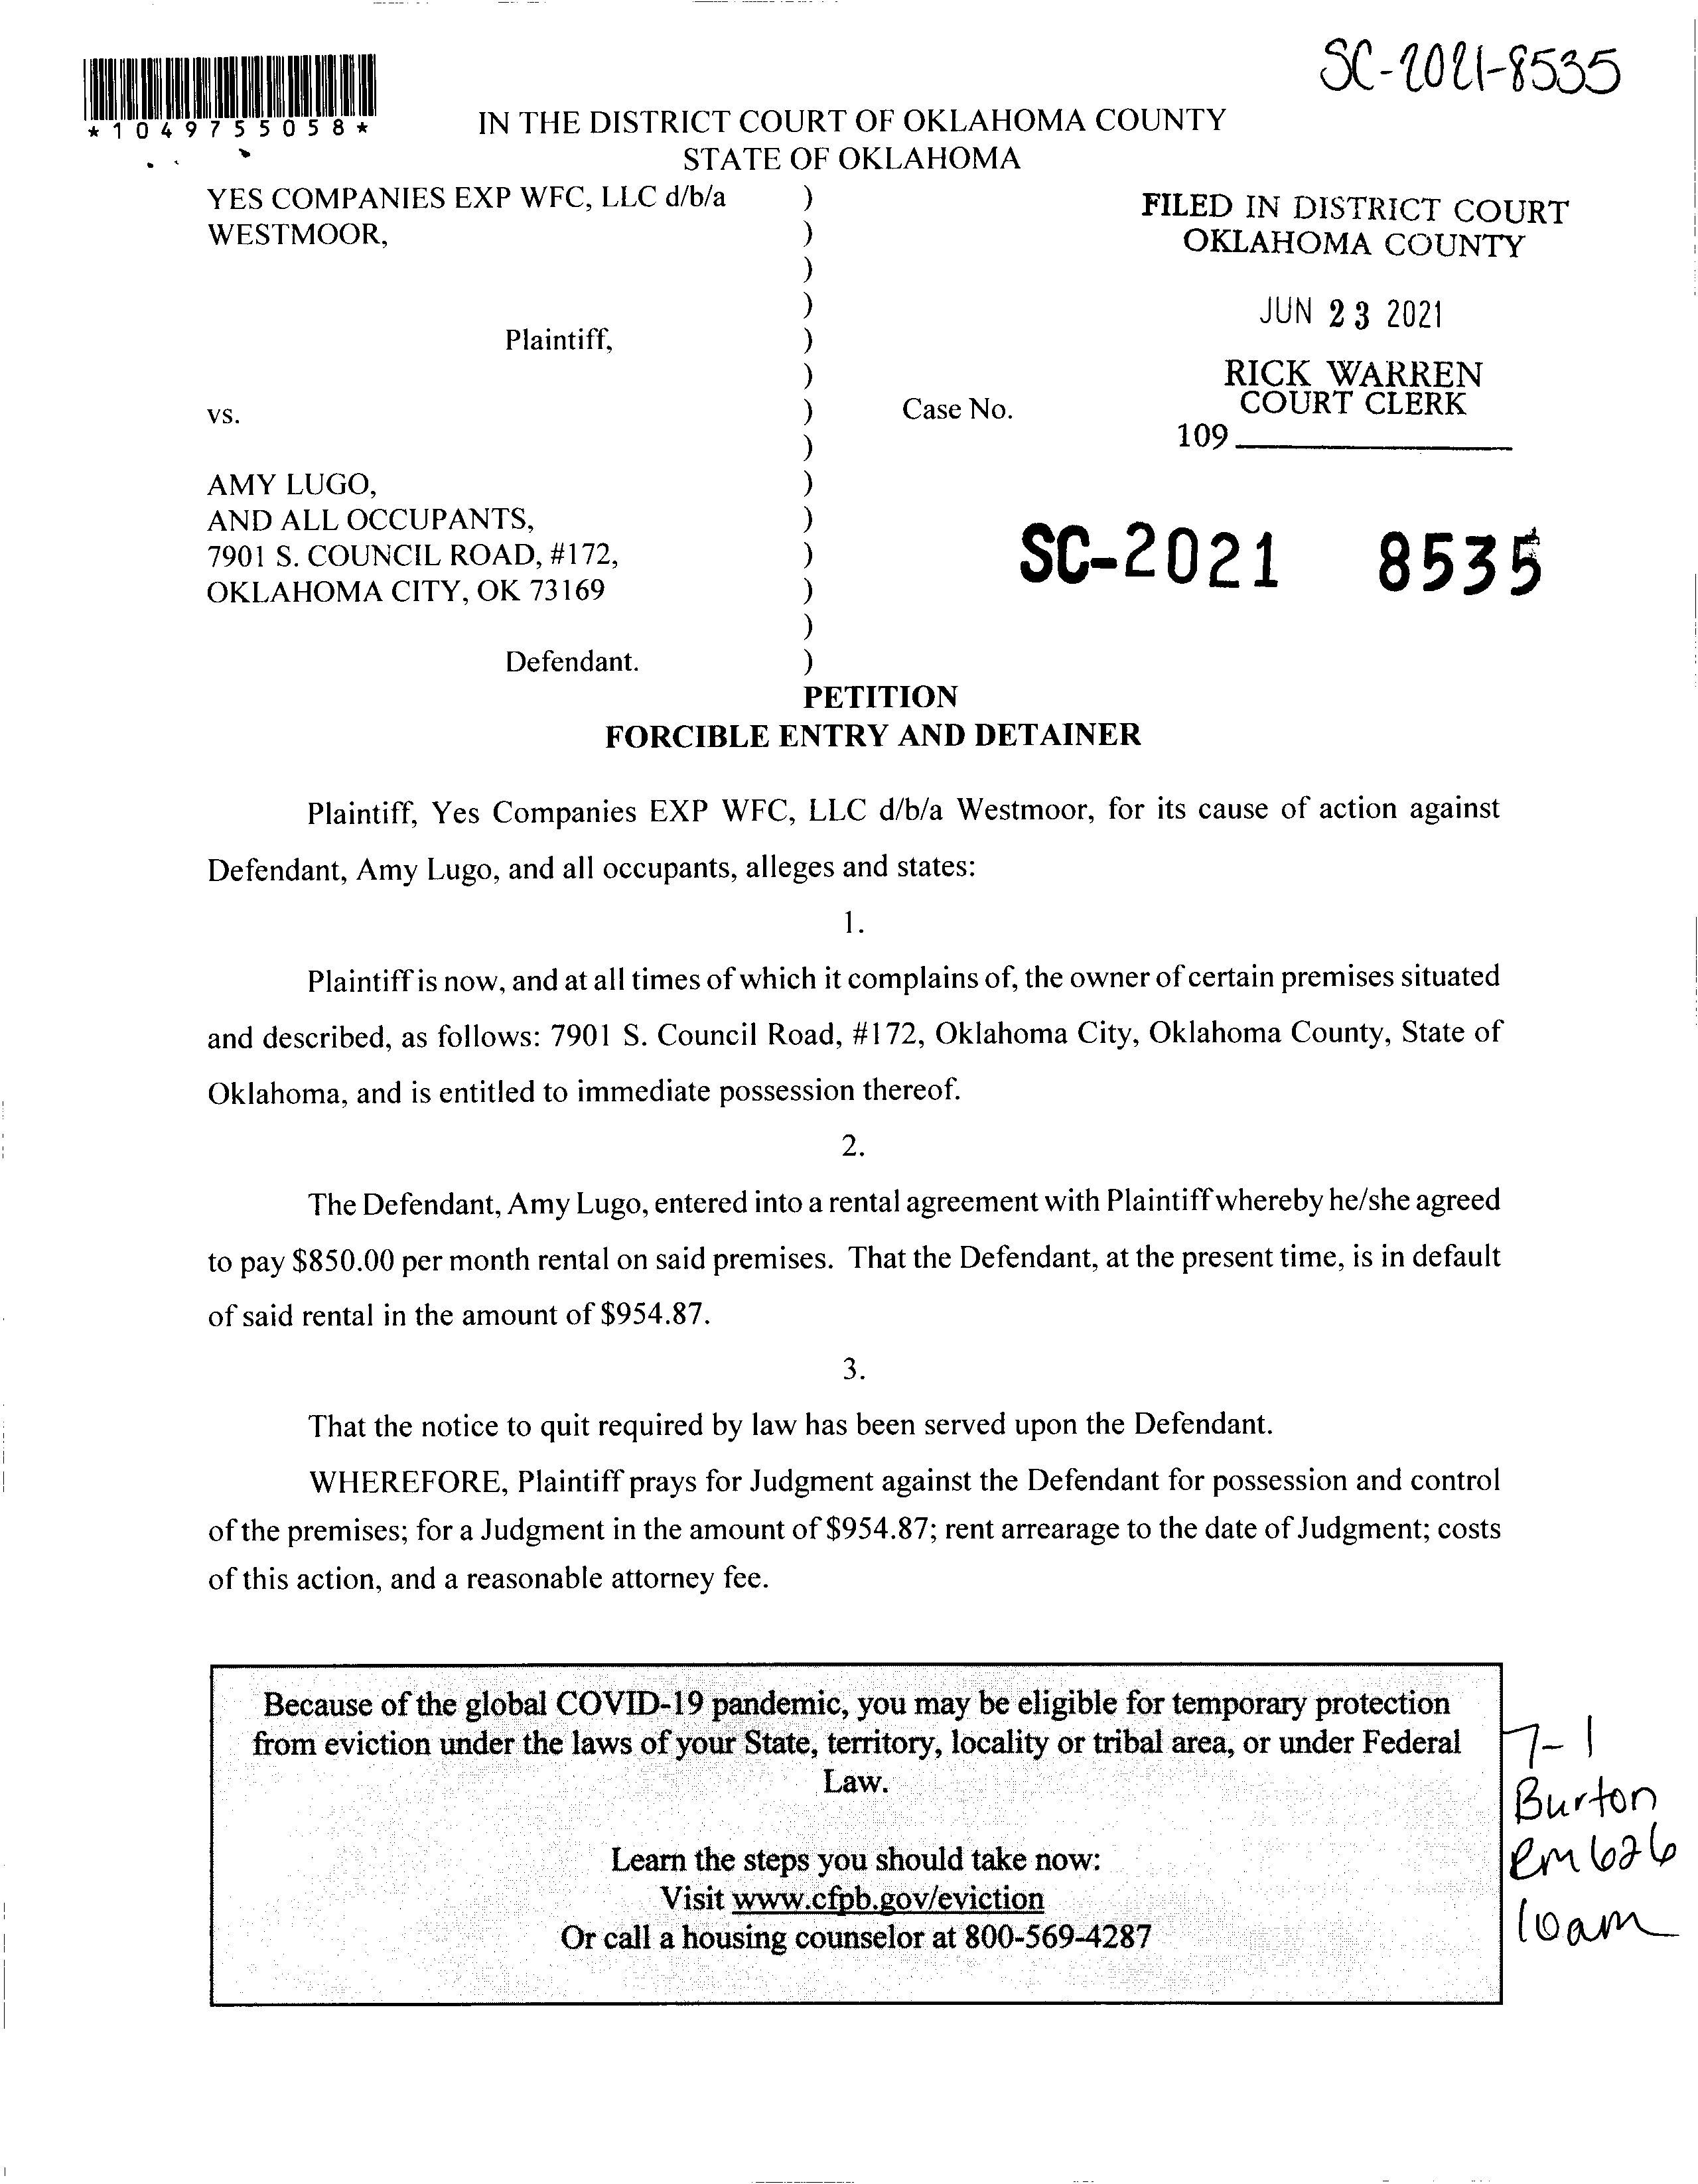 SC-2021-8535
*1049755058*
IN THE DISTRICT COURT OF OKLAHOMA COUNTY
STATE OF OKLAHOMA
YES COMPANIES EXP WFC, LLC d/b/a )
WESTMOOR, )
)
)
Plaintiff, )
)
vs. ) Case No.
)
AMY LUGO, )
AND ALL OCCUPANTS, )
7901 S. COUNCIL ROAD, #172, )
OKLAHOMA CITY, OK 73169 )
)
Defendant. )
FILED IN DISTRICT COURT
OKLAHOMA COUNTY
JUN 23 2021
RICK WARREN
COURT CLERK
109
SC-2021 8535
PETITION
FORCIBLE ENTRY AND DETAINER
Plaintiff, Yes Companies EXP WFC, LLC d/b/a Westmoor, for its cause of action against
Defendant, Amy Lugo, and all occupants, alleges and states:
1.
Plaintiff is now, and at all times of which it complains of, the owner of certain premises situated
and described, as follows: 7901 S. Council Road, #172, Oklahoma City, Oklahoma County, State of
Oklahoma, and is entitled to immediate possession thereof.
2.
The Defendant, Amy Lugo, entered into a rental agreement with Plaintiff whereby he/she agreed
to pay $850.00 per month rental on said premises. That the Defendant, at the present time, is in default
of said rental in the amount of $954.87.
3.
That the notice to quit required by law has been served upon the Defendant.
WHEREFORE, Plaintiff prays for Judgment against the Defendant for possession and control
of the premises; for a Judgment in the amount of $954.87; rent arrearage to the date of Judgment; costs
of this action, and a reasonable attorney fee.
Because of the global COVID-19 pandemic, you may be eligible for temporary protection
from eviction under the laws of your State, territory, locality or tribal area, or under Federal
Law.
Learn the steps you should take now:
Visit www.cfpb.gov/eviction
Or call a housing counselor at 800-569-4287
7-1
Burton
rm 626
10am